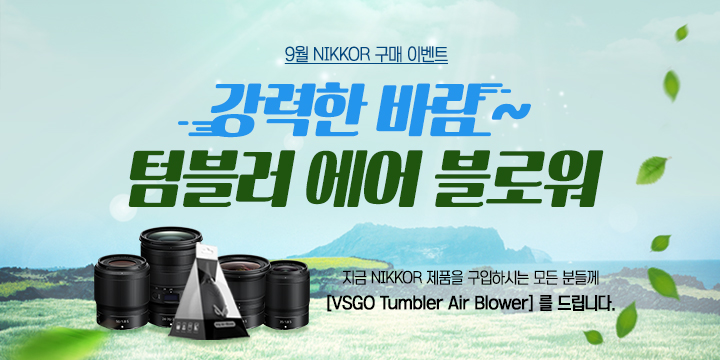 9월 NIKKOR 구매 이벤트
강력한 바람~
텀블러 에어 블로워
지금 NIKKOR 제품을 구입하시는 모든 분들께
[VSGO Tumbler Air Blower] 를 드립니다.